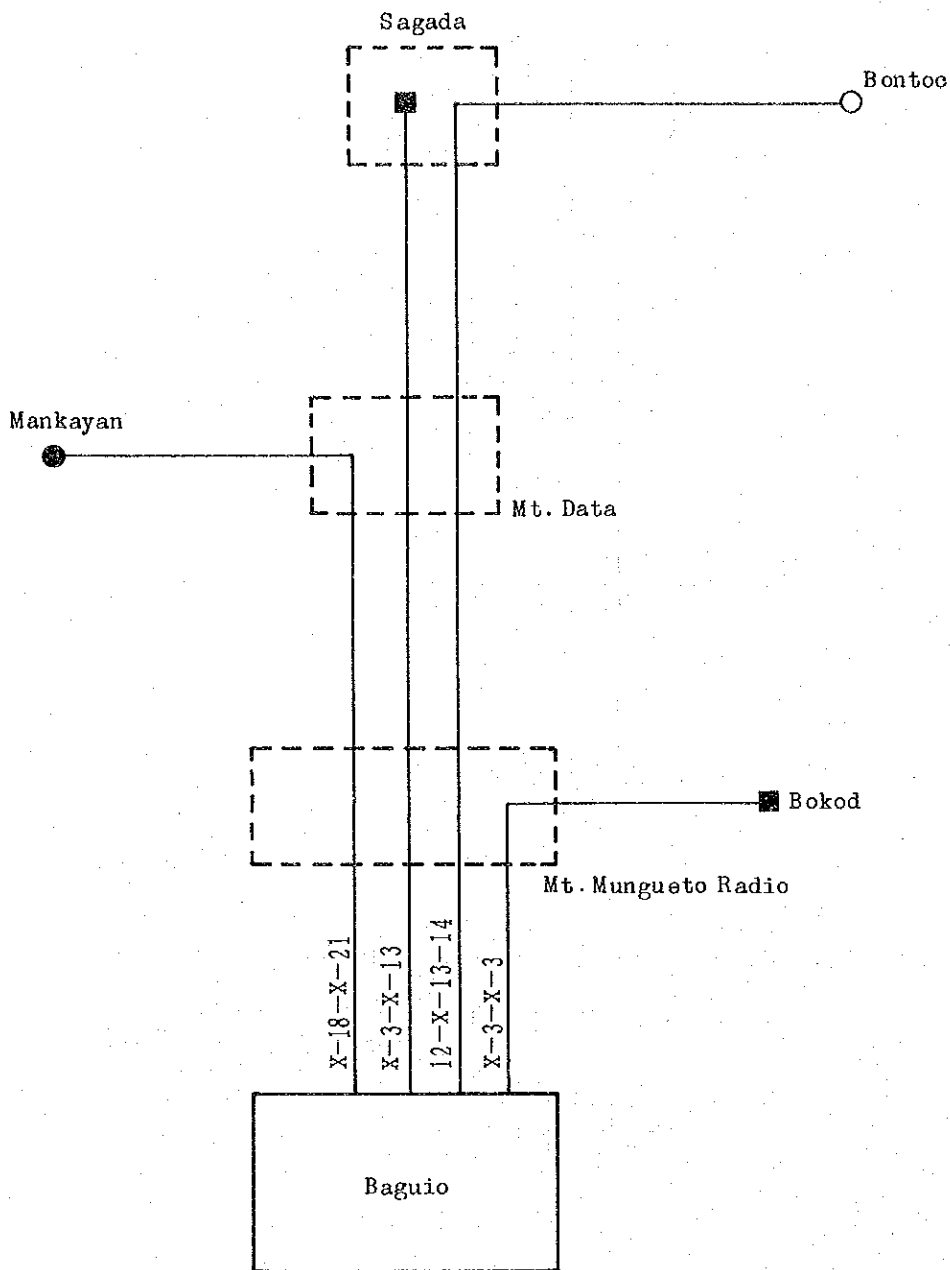 Sagada
Bontoc
Mankayan
Mt. Data
Bokod
Mt. Mungueto Radio
X-18-X-21
X-3-X-13
12-X-13-14
X-3-X-3
Baguio